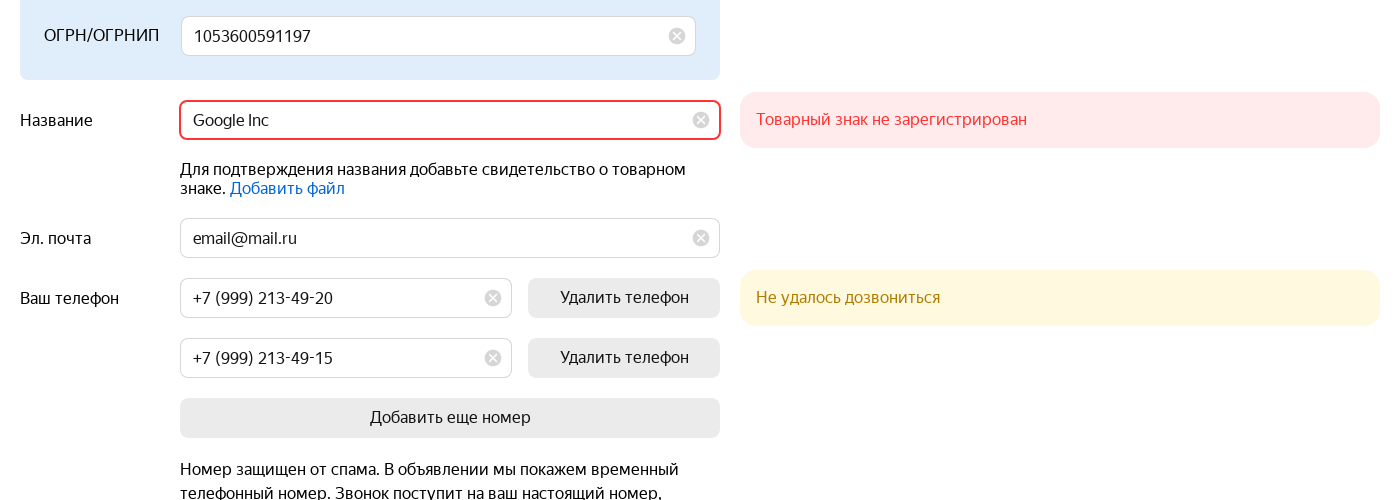 ОГРН/ОГРНИП 1053600591197
Название Google Inc Товарный знак не зарегистрирован
Для подтверждения названия добавьте свидетельство о товарном
знаке. Добавить файл
Эл. почта email@mail.ru
Ваш телефон +7 (999) 213-49-20 Удалить телефон Не удалось дозвониться
+7 (999) 213-49-15 Удалить телефон
Добавить еще номер
Номер защищен от спама. В объявлении мы покажем временный
телефонный номер. Звонок поступит на ваш настоящий номер,